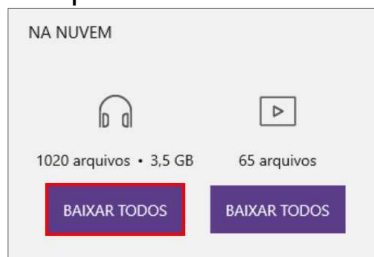 NA NUVEM
1020 arquivos • 3,5 GB
65 arquivos
BAIXAR TODOS
BAIXAR TODOS